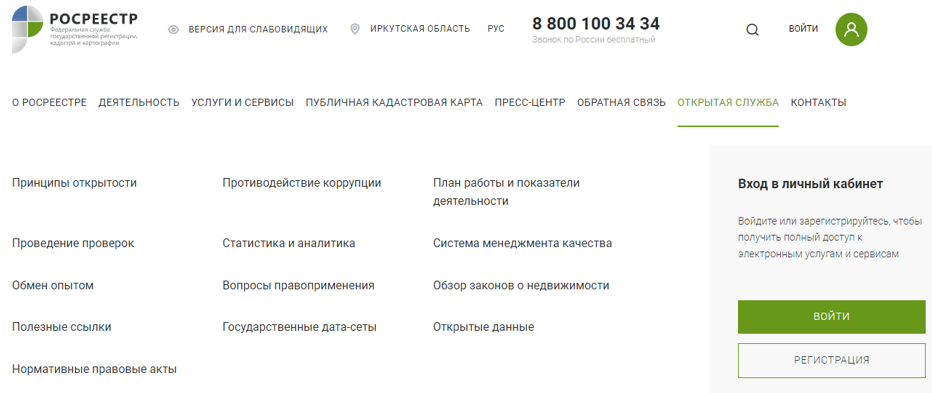 РОСРЕЕСТР
Федеральная служба
государственной регистрации,
кадастра и картографии
ВЕРСИЯ ДЛЯ СЛАБОВИДЯЩИХ
ИРКУТСКАЯ ОБЛАСТЬ
РУС
8 800 100 34 34
Звонок по России бесплатный
ВОЙТИ
О РОСРЕЕСТРЕ
ДЕЯТЕЛЬНОСТЬ
УСЛУГИ И СЕРВИСЫ
ПУБЛИЧНАЯ КАДАСТРОВАЯ КАРТА
ПРЕСС-ЦЕНТР
ОБРАТНАЯ СВЯЗЬ
ОТКРЫТАЯ СЛУЖБА
КОНТАКТЫ
Принципы открытости
Противодействие коррупции
План работы и показатели
деятельности
Проведение проверок
Статистика и аналитика
Система менеджмента качества
Обмен опытом
Вопросы правоприменения
Обзор законов о недвижимости
Полезные ссылки
Государственные дата-сеты
Открытые данные
Нормативные правовые акты
Вход в личный кабинет
Войдите или зарегистрируйтесь, чтобы
получить полный доступ к
электронным услугам и сервисам
ВОЙТИ
РЕГИСТРАЦИЯ